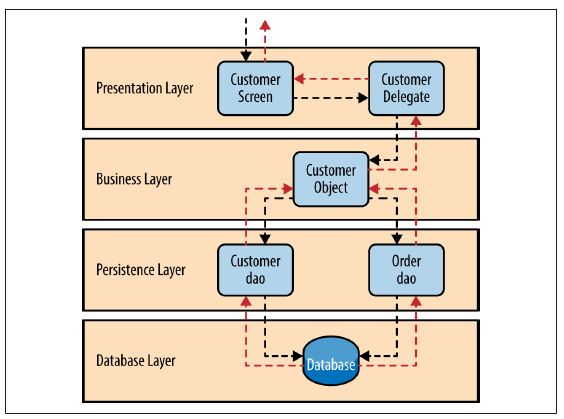 Presentation Layer
Customer
Screen
Customer
Delegate
Business Layer
Customer
Object
Persistence Layer
Customer
dao
Order
dao
Database Layer
Database